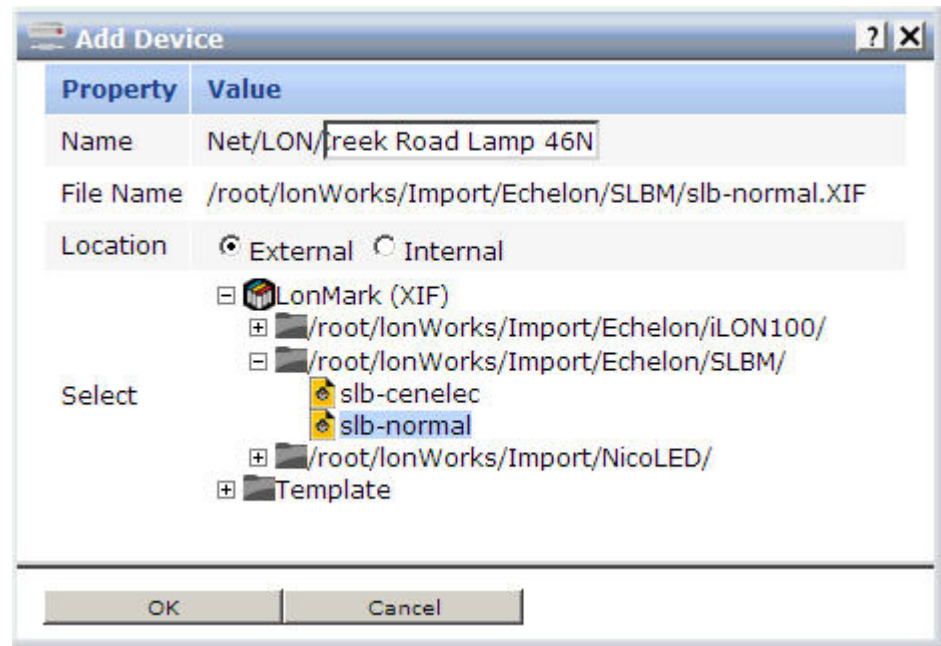 Add Device ? X
Property Value
Name Net/LON/reek Road Lamp 46N
File Name /root/lonWorks/Import/Echelon/SLBM/slb-normal.XIF
Location External Internal
LonMark (XIF)
/root/lonWorks/Import/Echelon/iLON100/
/root/lonWorks/Import/Echelon/SLBM/
Select
slb-cenelec
slb-normal
/root/lonWorks/Import/NicoLED/
Template
OK Cancel